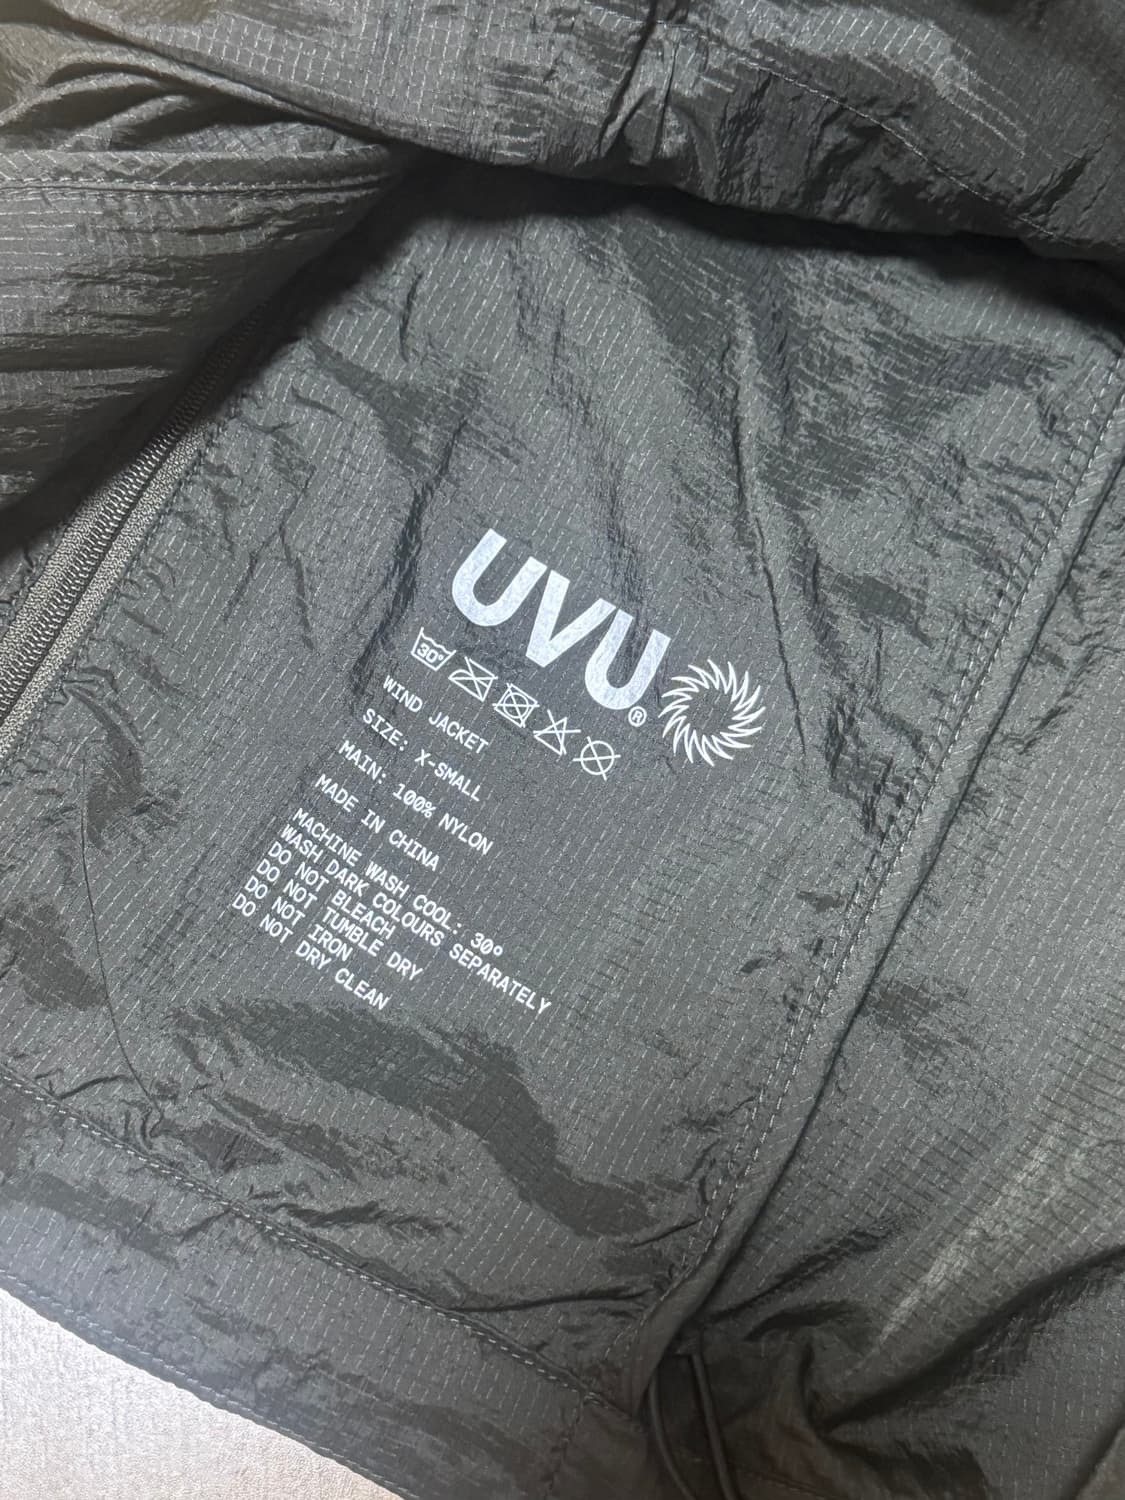 UVU®
30°
WIND JACKET
SIZE: X-SMALL
MAIN: 100% NYLON
MADE IN CHINA
MACHINE WASH COOL: 30°
WASH DARK COLOURS SEPARATELY
DO NOT BLEACH
DO NOT TUMBLE DRY
DO NOT IRON
DO NOT DRY CLEAN